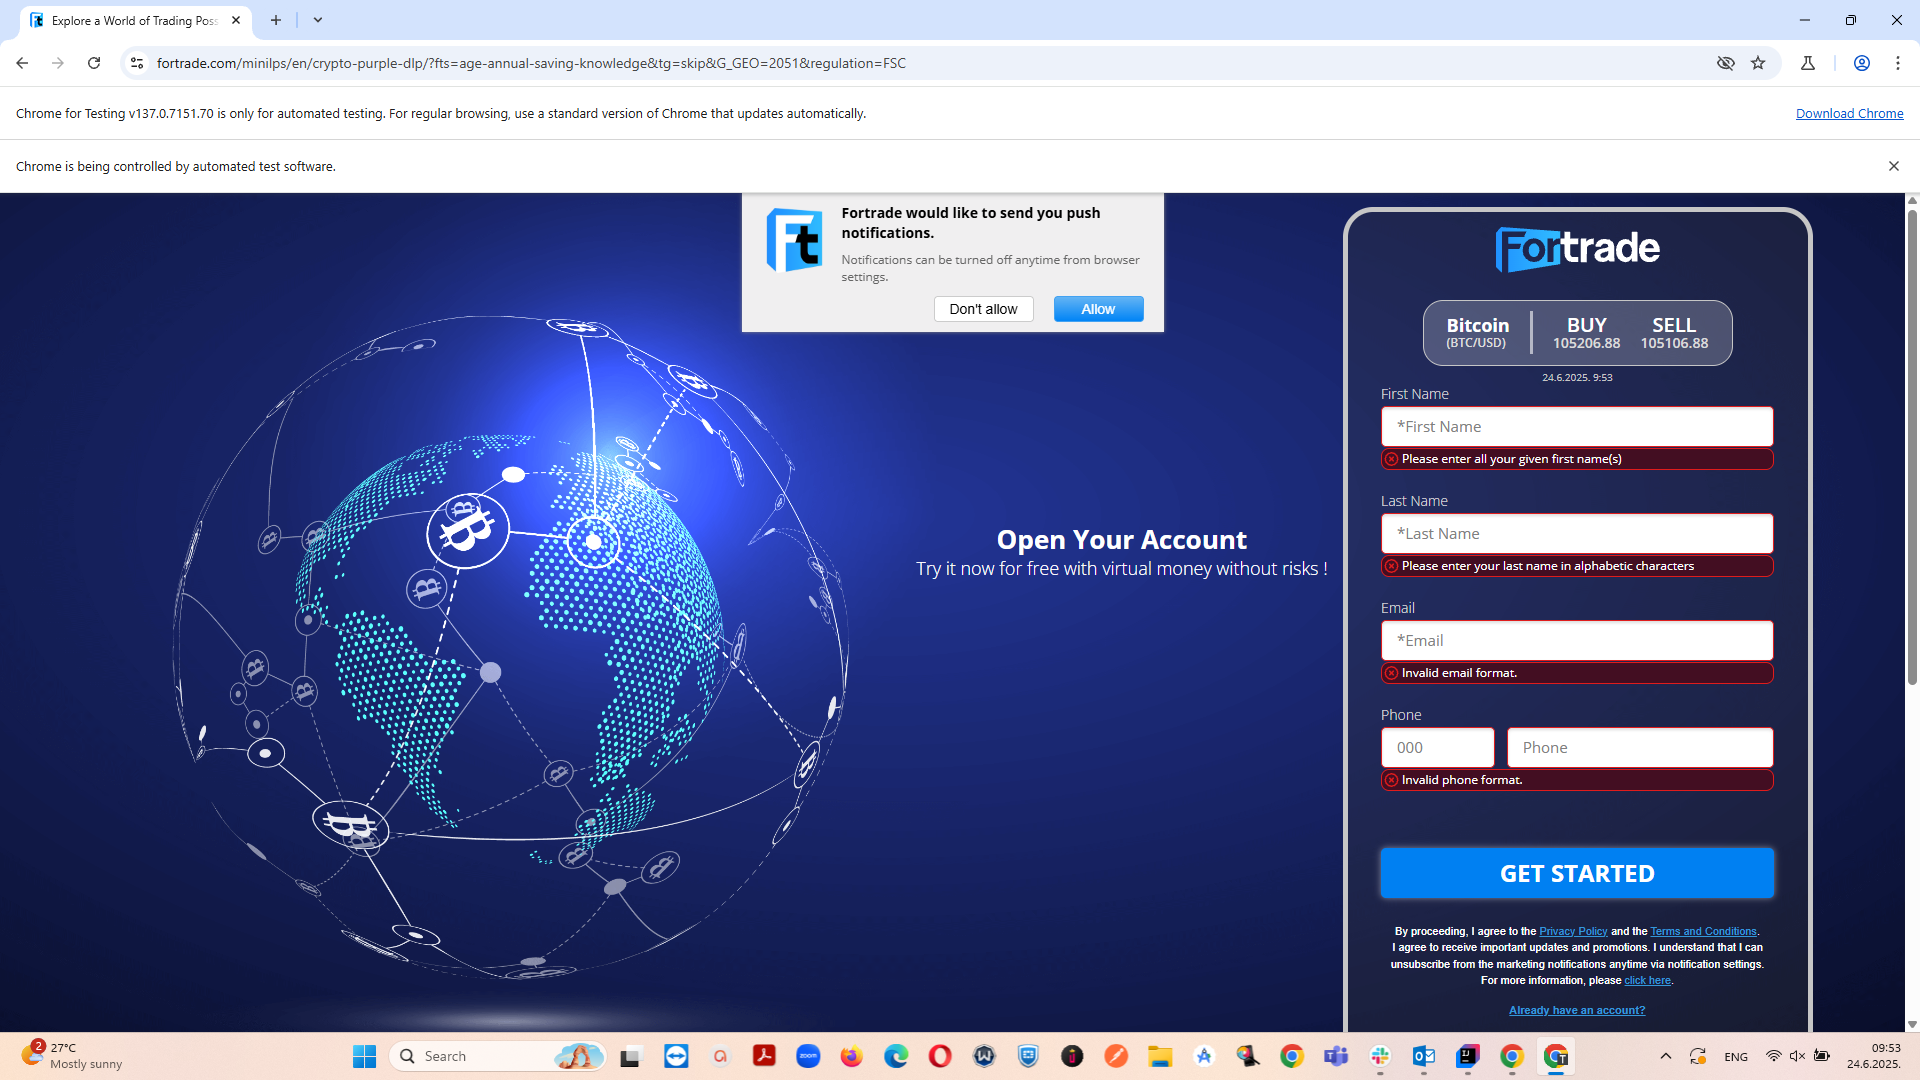 Explore a World of Trading Poss
fortrade.com/minilps/en/crypto-purple-dlp/?fts=age-annual-saving-knowledge&tg=skip&G_GEO=2051&regulation=FSC
Chrome for Testing v137.0.7151.70 is only for automated testing. For regular browsing, use a standard version of Chrome that updates automatically.
Download Chrome
Chrome is being controlled by automated test software.
Ft
Fortrade would like to send you push
notifications.
Notifications can be turned off anytime from browser
settings.
Don't allow
Allow
Fortrade
Bitcoin
(BTC/USD)
BUY
105206.88
SELL
105106.88
24.6.2025. 9:53
First Name
*First Name
Please enter all your given first name(s)
Last Name
*Last Name
Please enter your last name in alphabetic characters
Email
*Email
Invalid email format.
Phone
000
Phone
Invalid phone format.
Open Your Account
Try it now for free with virtual money without risks !
GET STARTED
By proceeding, I agree to the Privacy Policy and the Terms and Conditions.
I agree to receive important updates and promotions. I understand that I can
unsubscribe from the marketing notifications anytime via notification settings.
For more information, please click here.
Already have an account?
2
27°C
Mostly sunny
Search
zoom
ENG
09:53
24.6.2025.